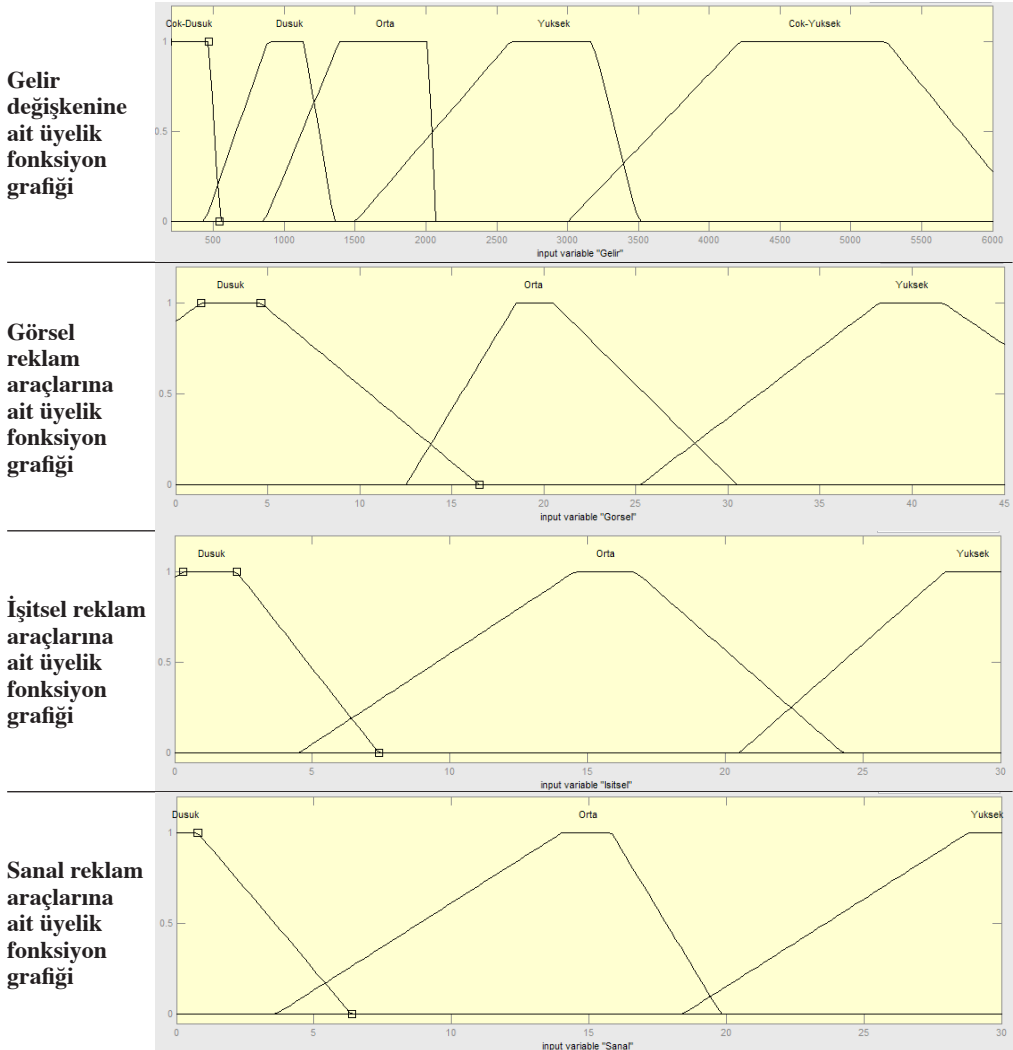 Gelir
değişkenine
ait üyelik
fonksiyon
grafiği
Cok-Dusuk Dusuk Orta Yuksek Cok-Yuksek
1
0.5
0
500 1000 1500 2000 2500 3000 3500 4000 4500 5000 5500 6000
input variable "Gelir"
Görsel
reklam
araçlarına
ait üyelik
fonksiyon
grafiği
Dusuk Orta Yuksek
1
0.5
0
0 5 10 15 20 25 30 35 40 45
input variable "Gorsel"
İşitsel reklam
araçlarına
ait üyelik
fonksiyon
grafiği
Dusuk Orta Yuksek
1
0.5
0
0 5 10 15 20 25 30
input variable "Isitsel"
Sanal reklam
araçlarına
ait üyelik
fonksiyon
grafiği
Dusuk Orta Yuksek
1
0.5
0
0 5 10 15 20 25 30
input variable "Sanal"